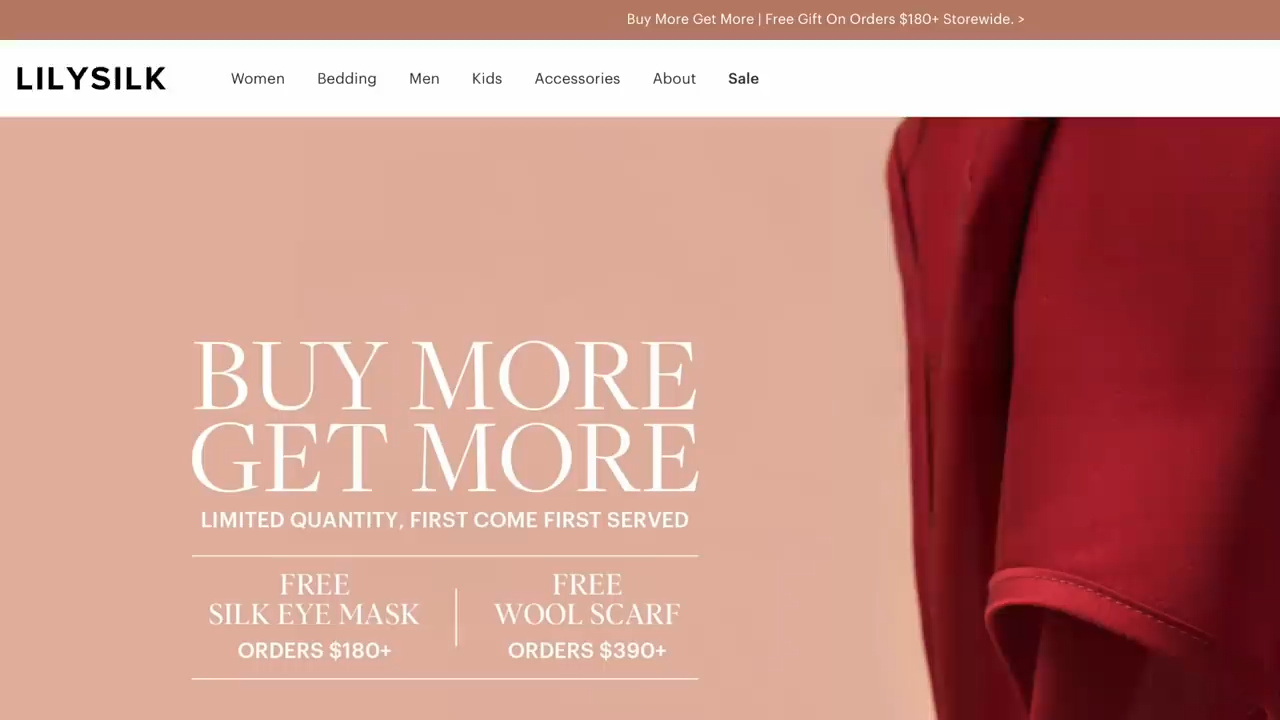 Buy More Get More | Free Gift On Orders $180+ Storewide. >
LILYSILK
Women Bedding Men Kids Accessories About Sale
BUY MORE
GET MORE
LIMITED QUANTITY, FIRST COME FIRST SERVED
FREE
SILK EYE MASK
ORDERS $180+
FREE
WOOL SCARF
ORDERS $390+